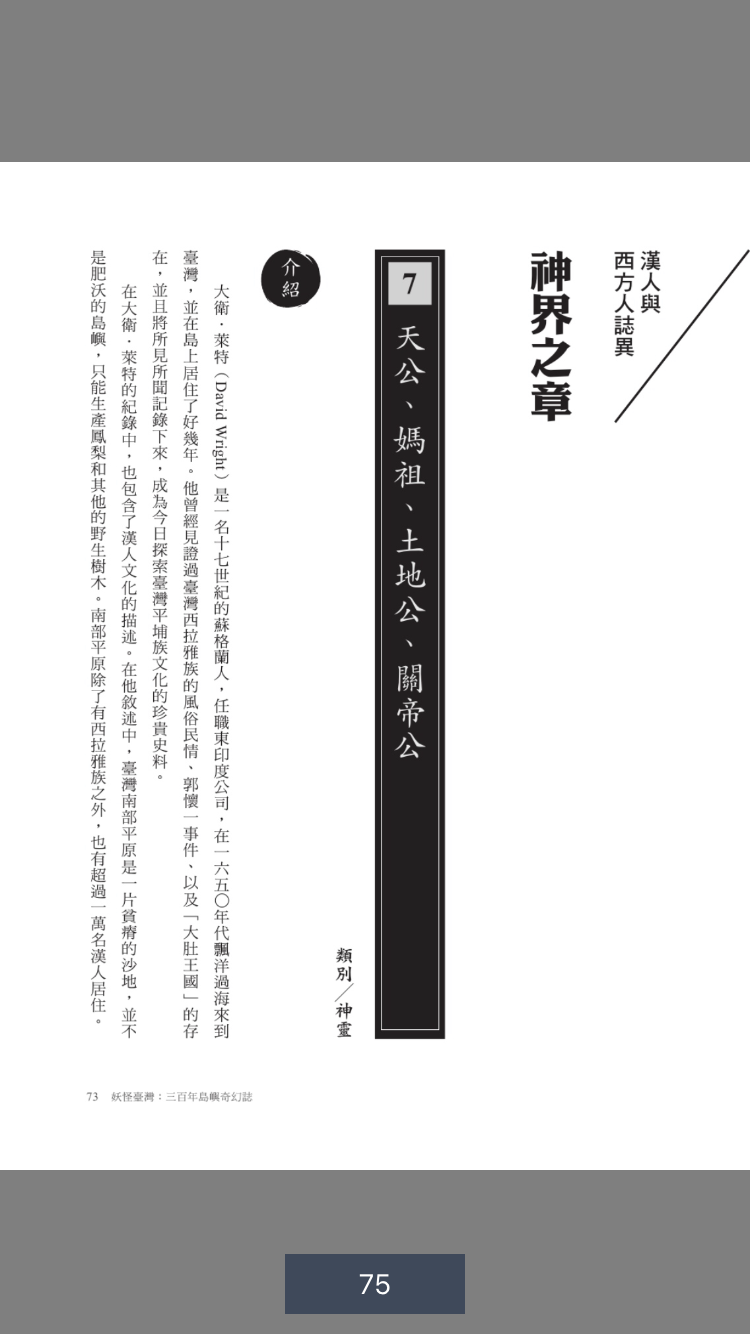 漢人與
西方人誌異
神界之章
7 天公、媽祖、土地公、關帝公
類別／神靈
介紹
大衛．萊特（David Wright）是一名十七世紀的蘇格蘭人，任職東印度公司，在一六五〇年代飄洋過海來到
臺灣，並在島上居住了好幾年。他曾經見證過臺灣西拉雅族的風俗民情、郭懷一事件、以及「大肚王國」的存
在，並且將所見所聞記錄下來，成為今日探索臺灣平埔族文化的珍貴史料。
在大衛．萊特的紀錄中，也包含了漢人文化的描述。在他敘述中，臺灣南部平原是一片貧瘠的沙地，並不
是肥沃的島嶼，只能生產鳳梨和其他的野生樹木。南部平原除了有西拉雅族之外，也有超過一萬名漢人居住。
73 妖怪臺灣：三百年島嶼奇幻誌
75